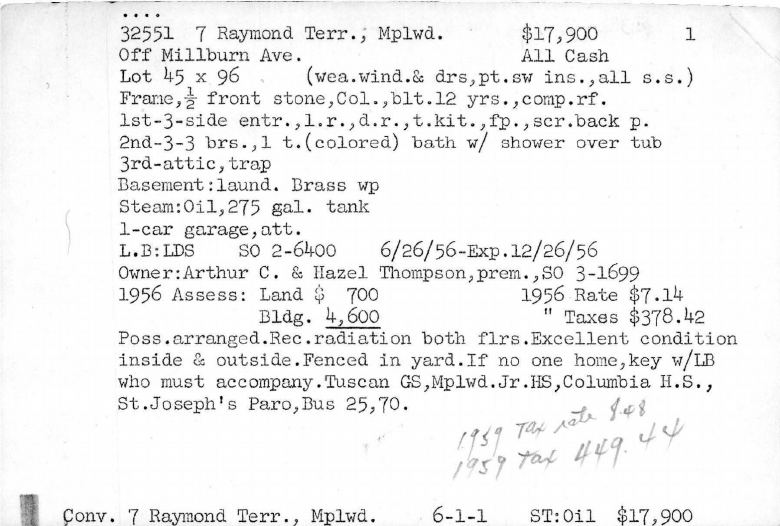 ....
32551 7 Raymond Terr., Mplwd. $17,900 1
Off Millburn Ave. All Cash
Lot 45 x 96 (wea.wind.& drs,pt.sw ins.,all s.s.)
Frame,½ front stone,Col.,blt.12 yrs.,comp.rf.
1st-3-side entr.,l.r.,d.r.,t.kit.,fp.,scr.back p.
2nd-3-3 brs.,1 t.(colored) bath w/ shower over tub
3rd-attic,trap
Basement:laund. Brass wp
Steam:Oil,275 gal. tank
1-car garage,att.
L.B:LDS SO 2-6400 6/26/56-Exp.12/26/56
Owner:Arthur C. & Hazel Thompson,prem.,SO 3-1699
1956 Assess: Land $ 700 1956 Rate $7.14
Bldg. 4,600 " Taxes $378.42
Poss.arranged.Rec.radiation both flrs.Excellent condition
inside & outside.Fenced in yard.If no one home,key w/LB
who must accompany.Tuscan GS,Mplwd.Jr.HS,Columbia H.S.,
St.Joseph's Paro,Bus 25,70.
1959 Tax rate 8.48
1959 Tax 449.44
Conv. 7 Raymond Terr., Mplwd. 6-1-1 ST:Oil $17,900